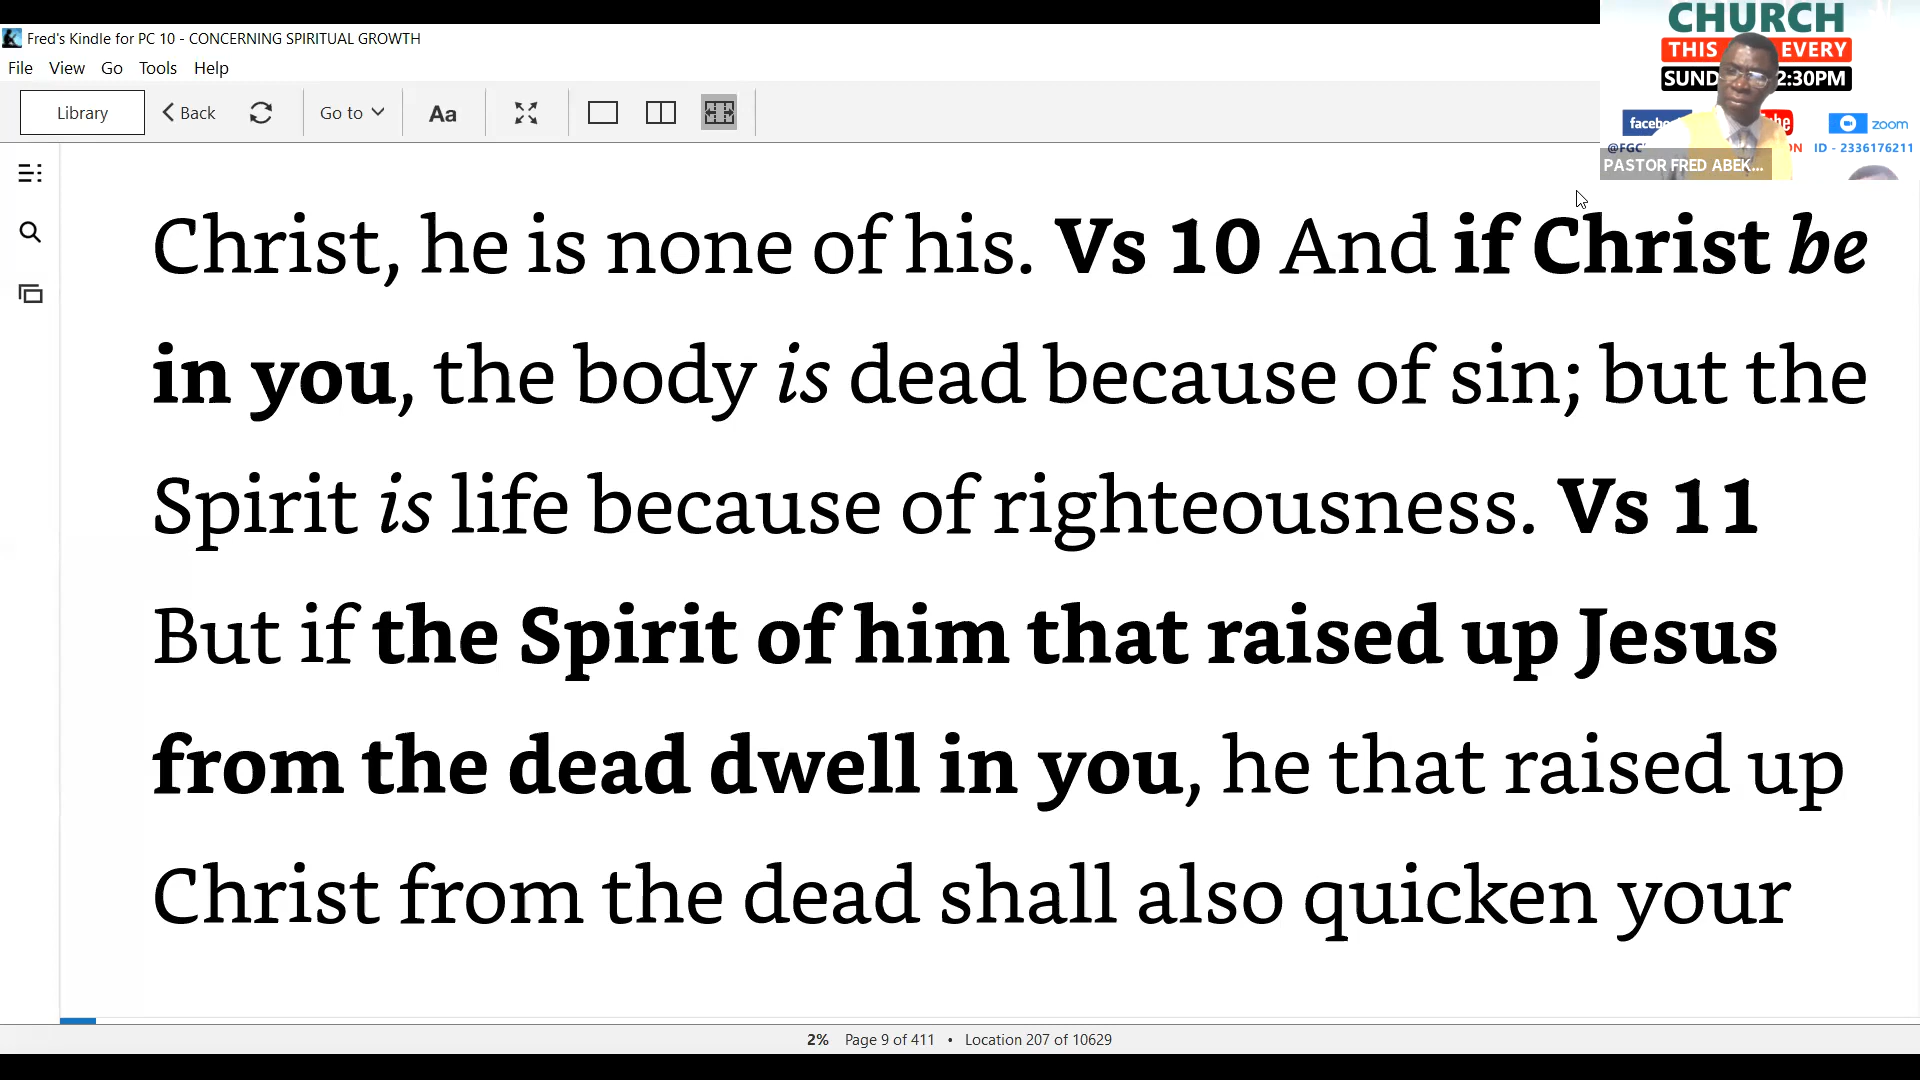 CHURCH
Fred's Kindle for PC 10 - CONCERNING SPIRITUAL GROWTH
THIS EVERY
File View Go Tools Help
SUND 2:30PM
Library Back Go to Aa
zoom
ID - 2336176211
PASTOR FRED ABEK...
Christ, he is none of his. Vs 10 And if Christ be
in you, the body is dead because of sin; but the
Spirit is life because of righteousness. Vs 11
But if the Spirit of him that raised up Jesus
from the dead dwell in you, he that raised up
Christ from the dead shall also quicken your
2% Page 9 of 411 • Location 207 of 10629